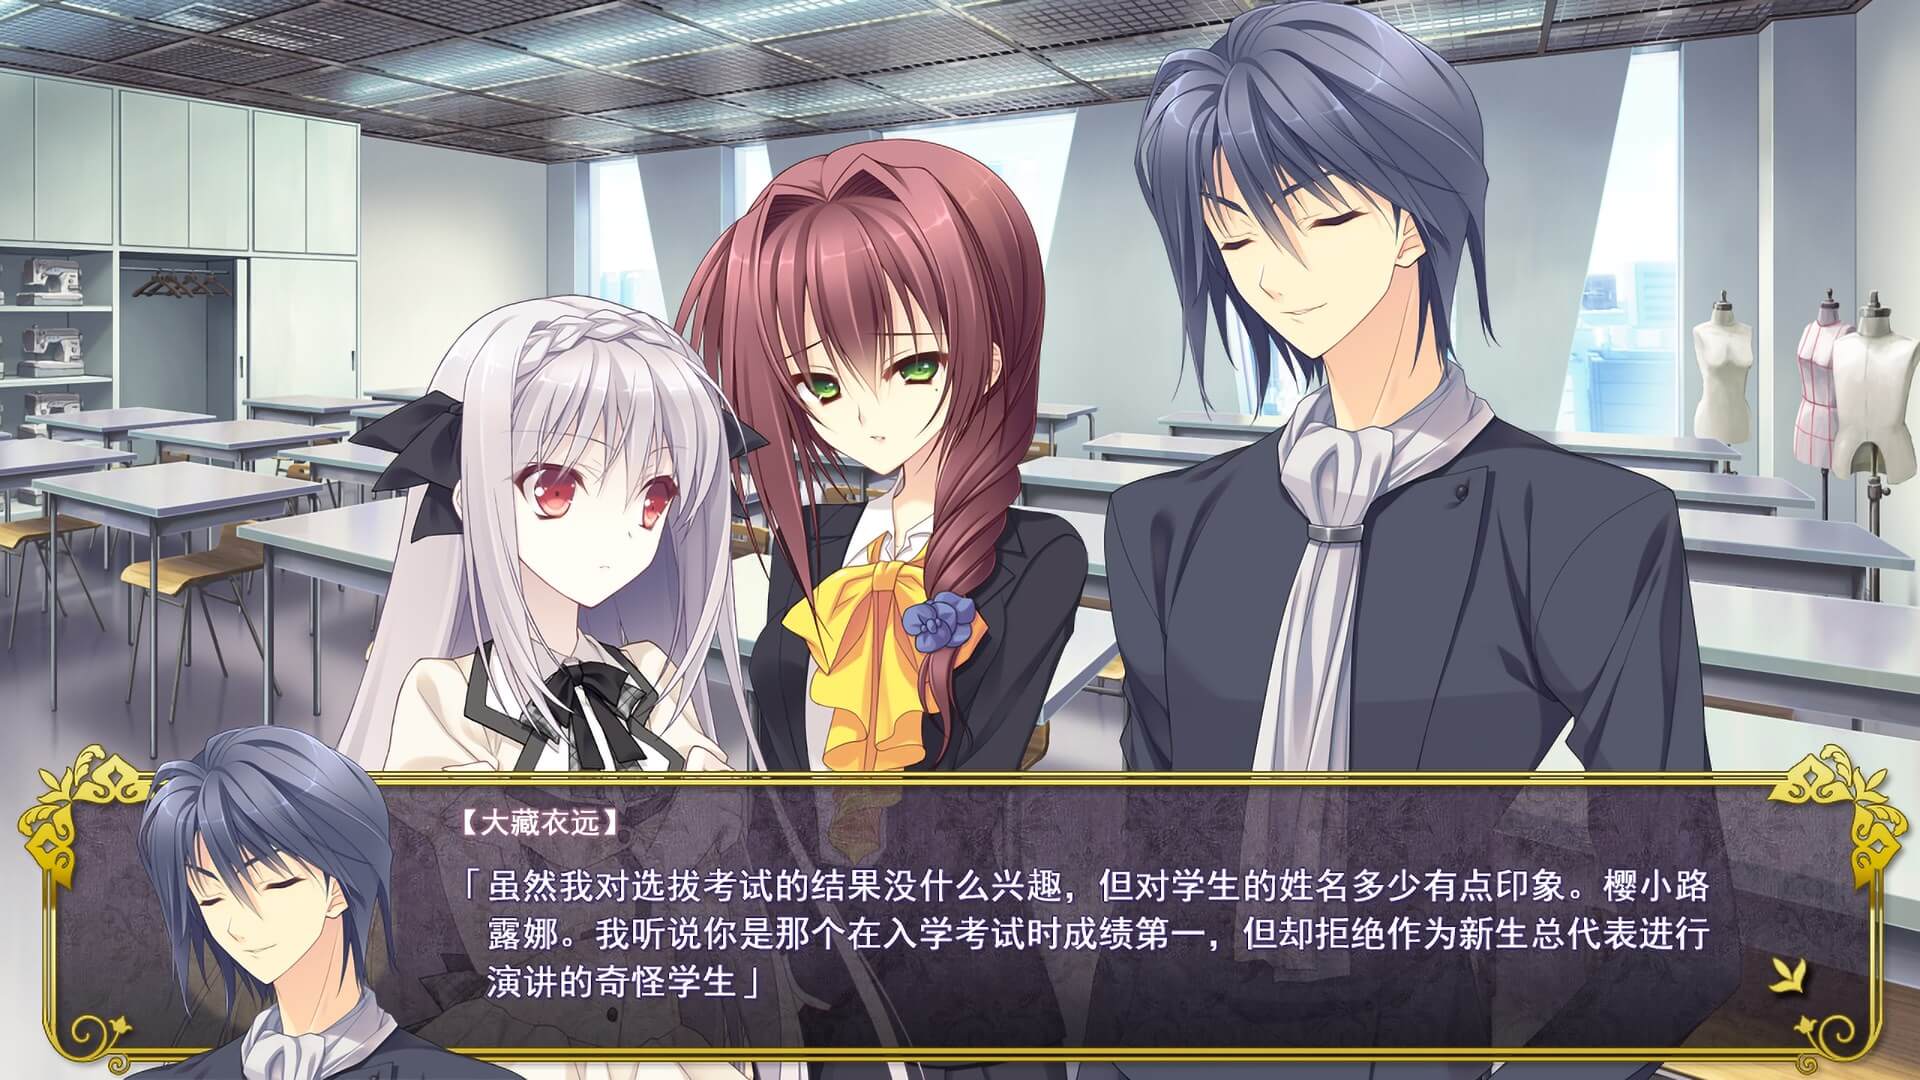 【大藏衣远】
「虽然我对选拔考试的结果没什么兴趣，但对学生的姓名多少有点印象。樱小路
露娜。我听说你是那个在入学考试时成绩第一，但却拒绝作为新生总代表进行
演讲的奇怪学生」